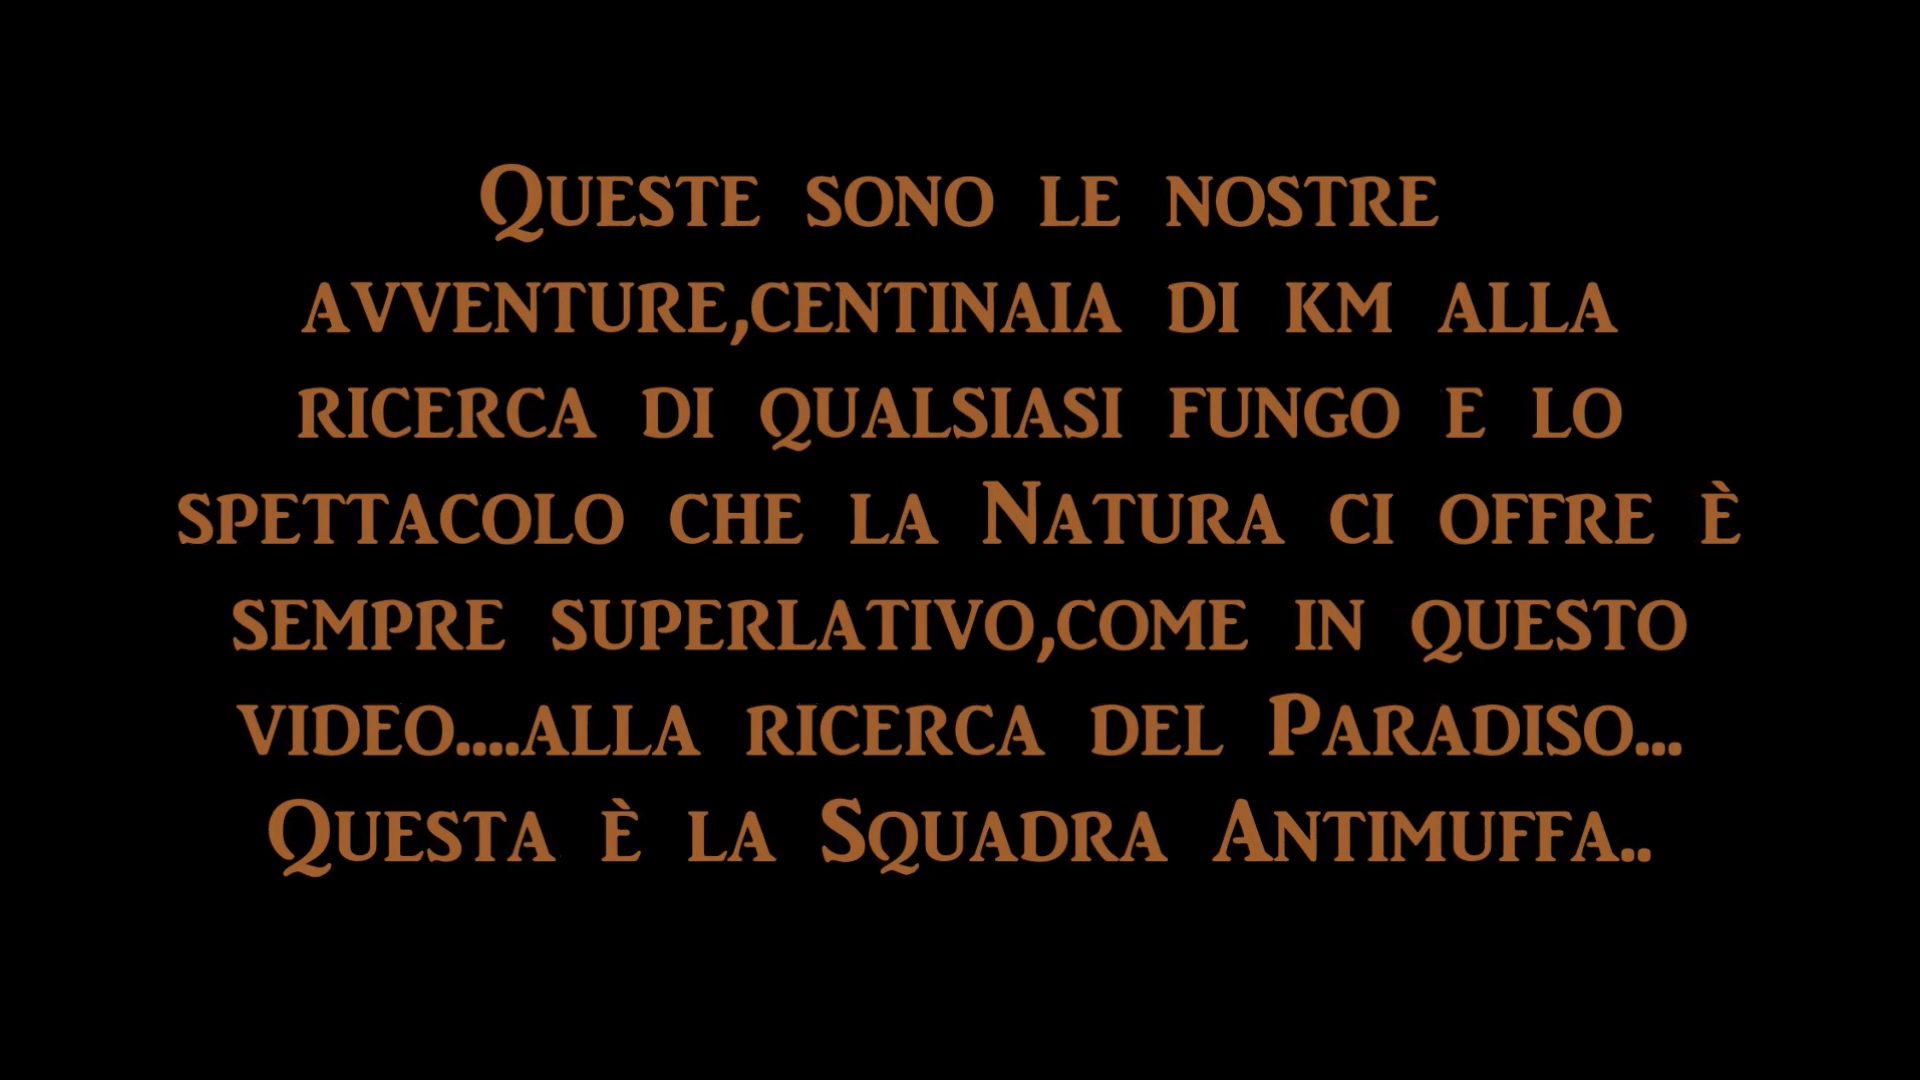 Queste sono le nostre
avventure,centinaia di km alla
ricerca di qualsiasi fungo e lo
spettacolo che la Natura ci offre è
sempre superlativo,come in questo
video....alla ricerca del Paradiso...
Questa è la Squadra Antimuffa..